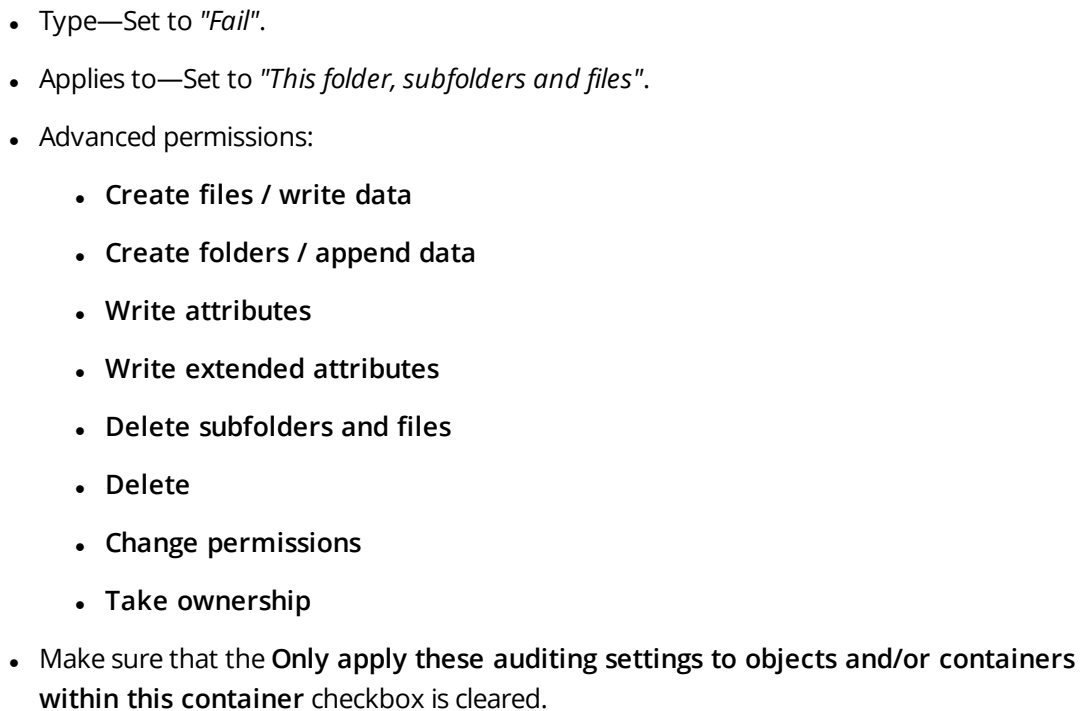 • Type—Set to "Fail".
• Applies to—Set to "This folder, subfolders and files".
• Advanced permissions:
• Create files / write data
• Create folders / append data
• Write attributes
• Write extended attributes
• Delete subfolders and files
• Delete
• Change permissions
• Take ownership
• Make sure that the Only apply these auditing settings to objects and/or containers
within this container checkbox is cleared.